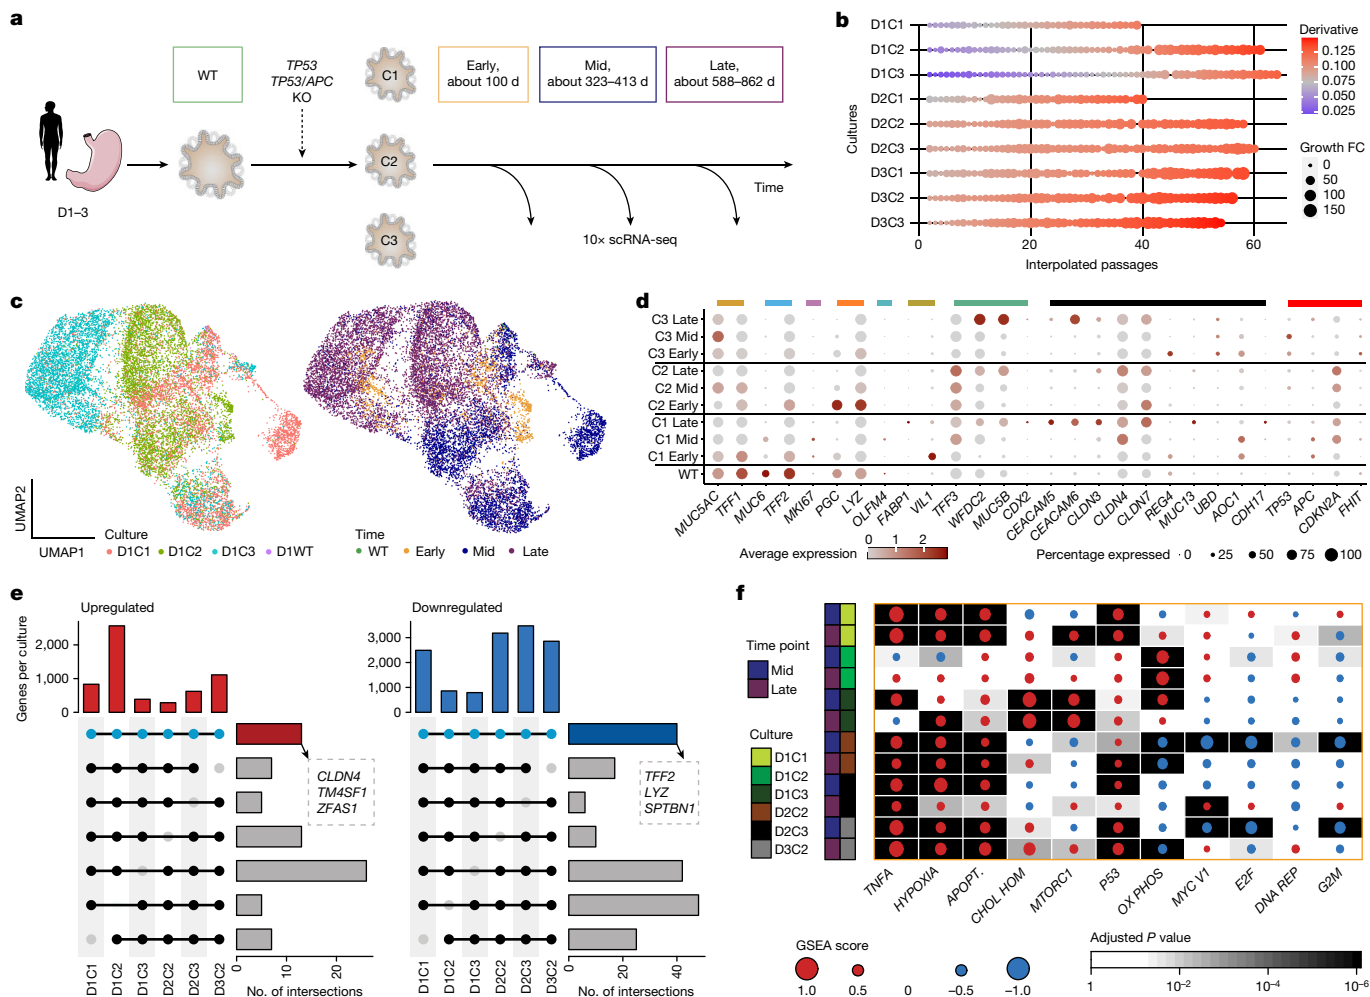 a
WT
TP53
TP53/APC
KO
C1
C2
C3
Early,
about 100 d
Mid,
about 323–413 d
Late,
about 588–862 d
D1–3
Time
10× scRNA-seq
b
Cultures
D1C1
D1C2
D1C3
D2C1
D2C2
D2C3
D3C1
D3C2
D3C3
0 20 40 60
Interpolated passages
Derivative
0.125
0.100
0.075
0.050
0.025
Growth FC
0
50
100
150
c
UMAP2
UMAP1
Culture
D1C1 D1C2 D1C3 D1WT
Time
WT Early Mid Late
d
C3 Late
C3 Mid
C3 Early
C2 Late
C2 Mid
C2 Early
C1 Late
C1 Mid
C1 Early
WT
MUC5AC TFF1 MUC6 TFF2 MKI67 PGC LYZ OLFM4 FABP1 VIL1 TFF3 WFDC2 MUC5B CDX2 CEACAM5 CEACAM6 CLDN3 CLDN4 CLDN7 REG4 MUC13 UBD AOC1 CDH17 TP53 APC CDKN2A FHIT
Average expression
0 1 2
Percentage expressed
0 25 50 75 100
e
Upregulated
Genes per culture
2,000
1,000
0
CLDN4
TM4SF1
ZFAS1
D1C1 D1C2 D1C3 D2C2 D2C3 D3C2
0 10 20
No. of intersections
Downregulated
3,000
2,000
1,000
0
TFF2
LYZ
SPTBN1
D1C1 D1C2 D1C3 D2C2 D2C3 D3C2
0 20 40
No. of intersections
f
Time point
Mid
Late
Culture
D1C1
D1C2
D1C3
D2C2
D2C3
D3C2
TNFA HYPOXIA APOPT. CHOL HOM MTORC1 P53 OX PHOS MYC V1 E2F DNA REP G2M
GSEA score
1.0 0.5 0 −0.5 −1.0
Adjusted P value
1 10⁻² 10⁻⁴ 10⁻⁶